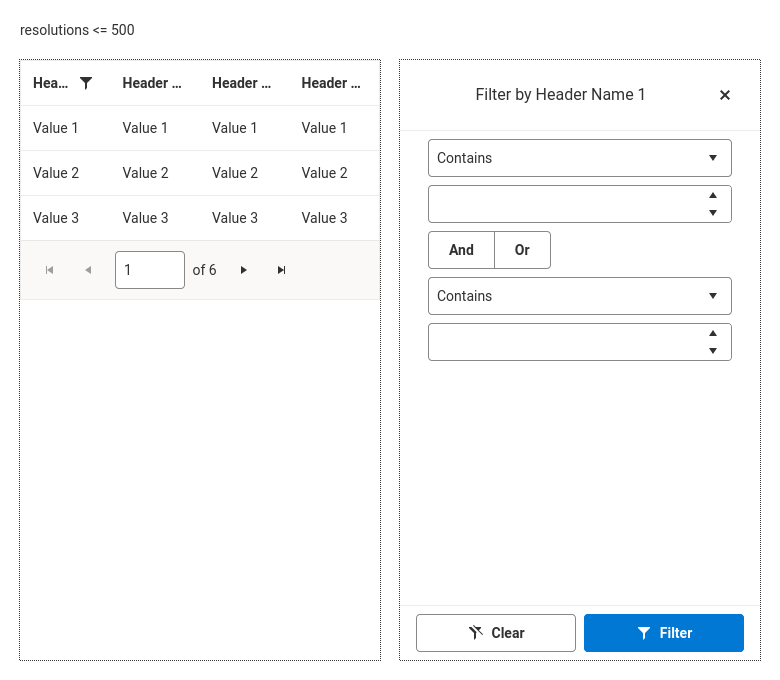 resolutions <= 500
Hea... Header ... Header ... Header ...
Value 1 Value 1 Value 1 Value 1
Value 2 Value 2 Value 2 Value 2
Value 3 Value 3 Value 3 Value 3
1 of 6
Filter by Header Name 1
Contains
And Or
Contains
Clear Filter